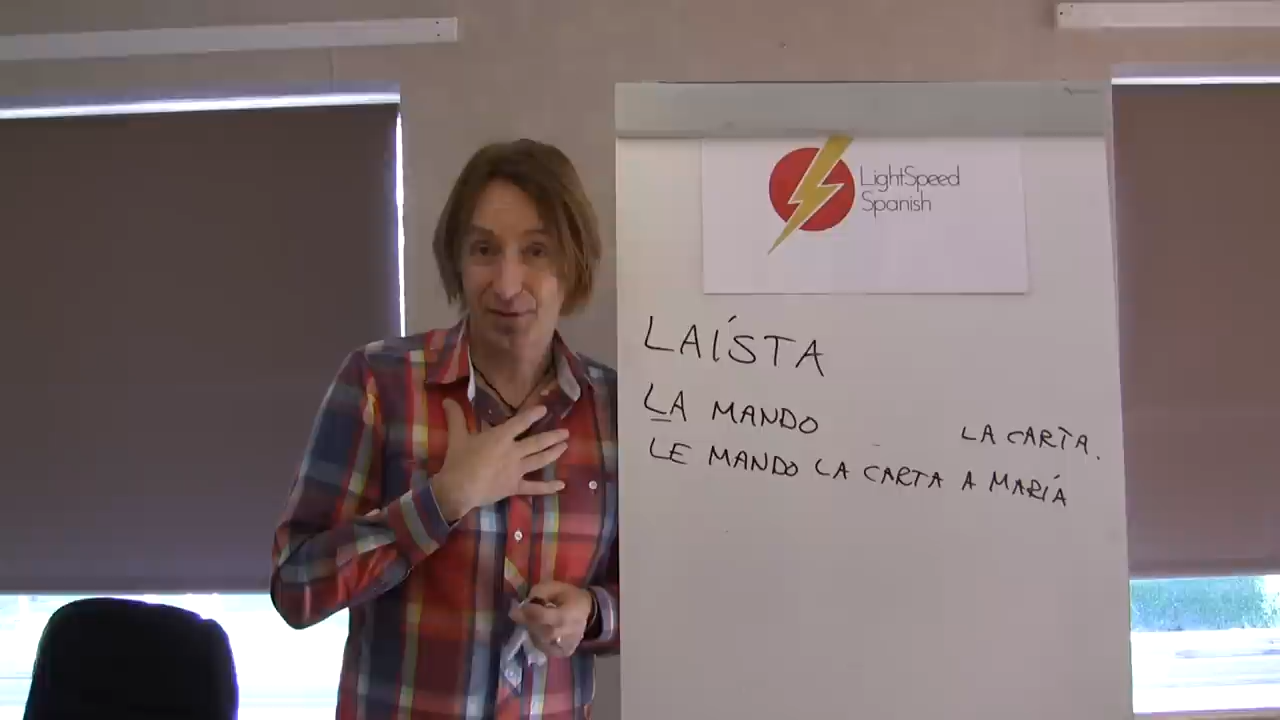 LightSpeed
Spanish
LAÍSTA
LA MANDO
LA CARTA.
LE MANDO LA CARTA A MARÍA